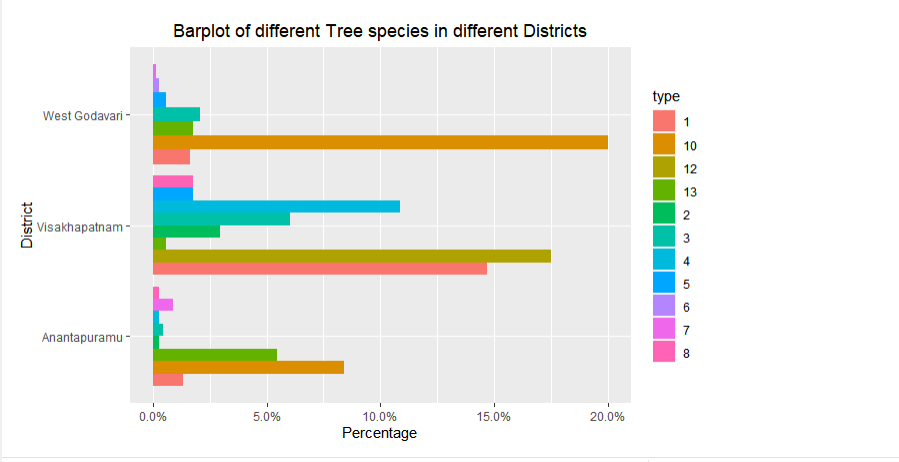 Barplot of different Tree species in different Districts
West Godavari
Visakhapatnam
Anantapuramu
District
0.0%
5.0%
10.0%
15.0%
20.0%
Percentage
type
1
10
12
13
2
3
4
5
6
7
8